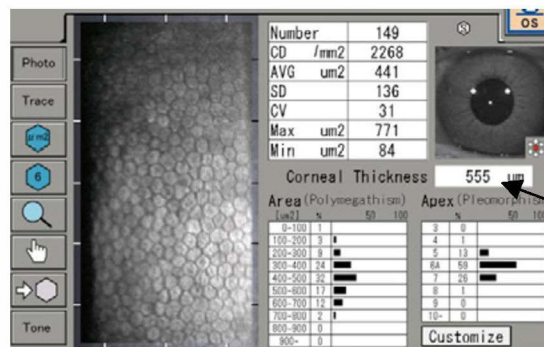 OS
Photo
Trace
μm2
6
Tone
Number 149
CD /mm2 2268
AVG um2 441
SD 136
CV 31
Max um2 771
Min um2 84
Corneal Thickness 555 um
Area (Polymegathism)
[um2] % 50 100
0-100 1
100-200 3
200-300 9
300-400 24
400-500 32
500-600 17
600-700 12
700-800 2
800-900 0
900- 0
Apex (Pleomorphism
% 50 100
3 0
4 1
5 13
6A 59
7 26
8 1
9 0
10- 0
Customize